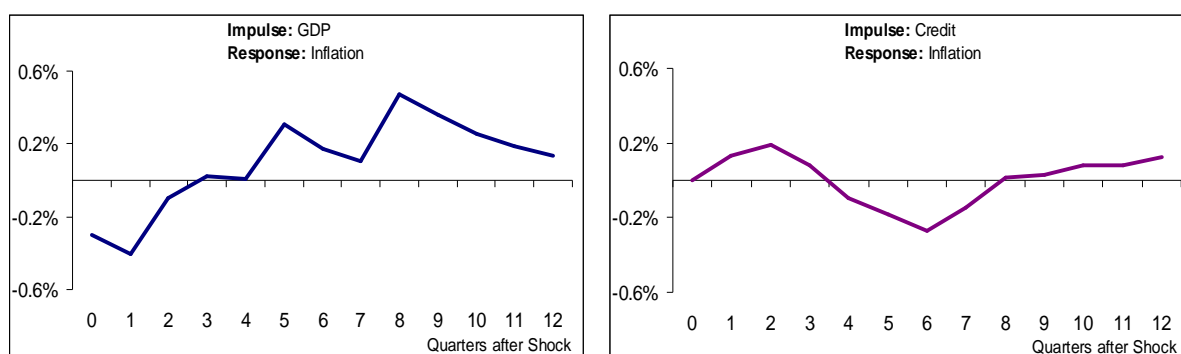 Impulse: GDP
Response: Inflation
0.6%
0.2%
-0.2%
-0.6%
0 1 2 3 4 5 6 7 8 9 10 11 12
Quarters after Shock
Impulse: Credit
Response: Inflation
0.6%
0.2%
-0.2%
-0.6%
0 1 2 3 4 5 6 7 8 9 10 11 12
Quarters after Shock